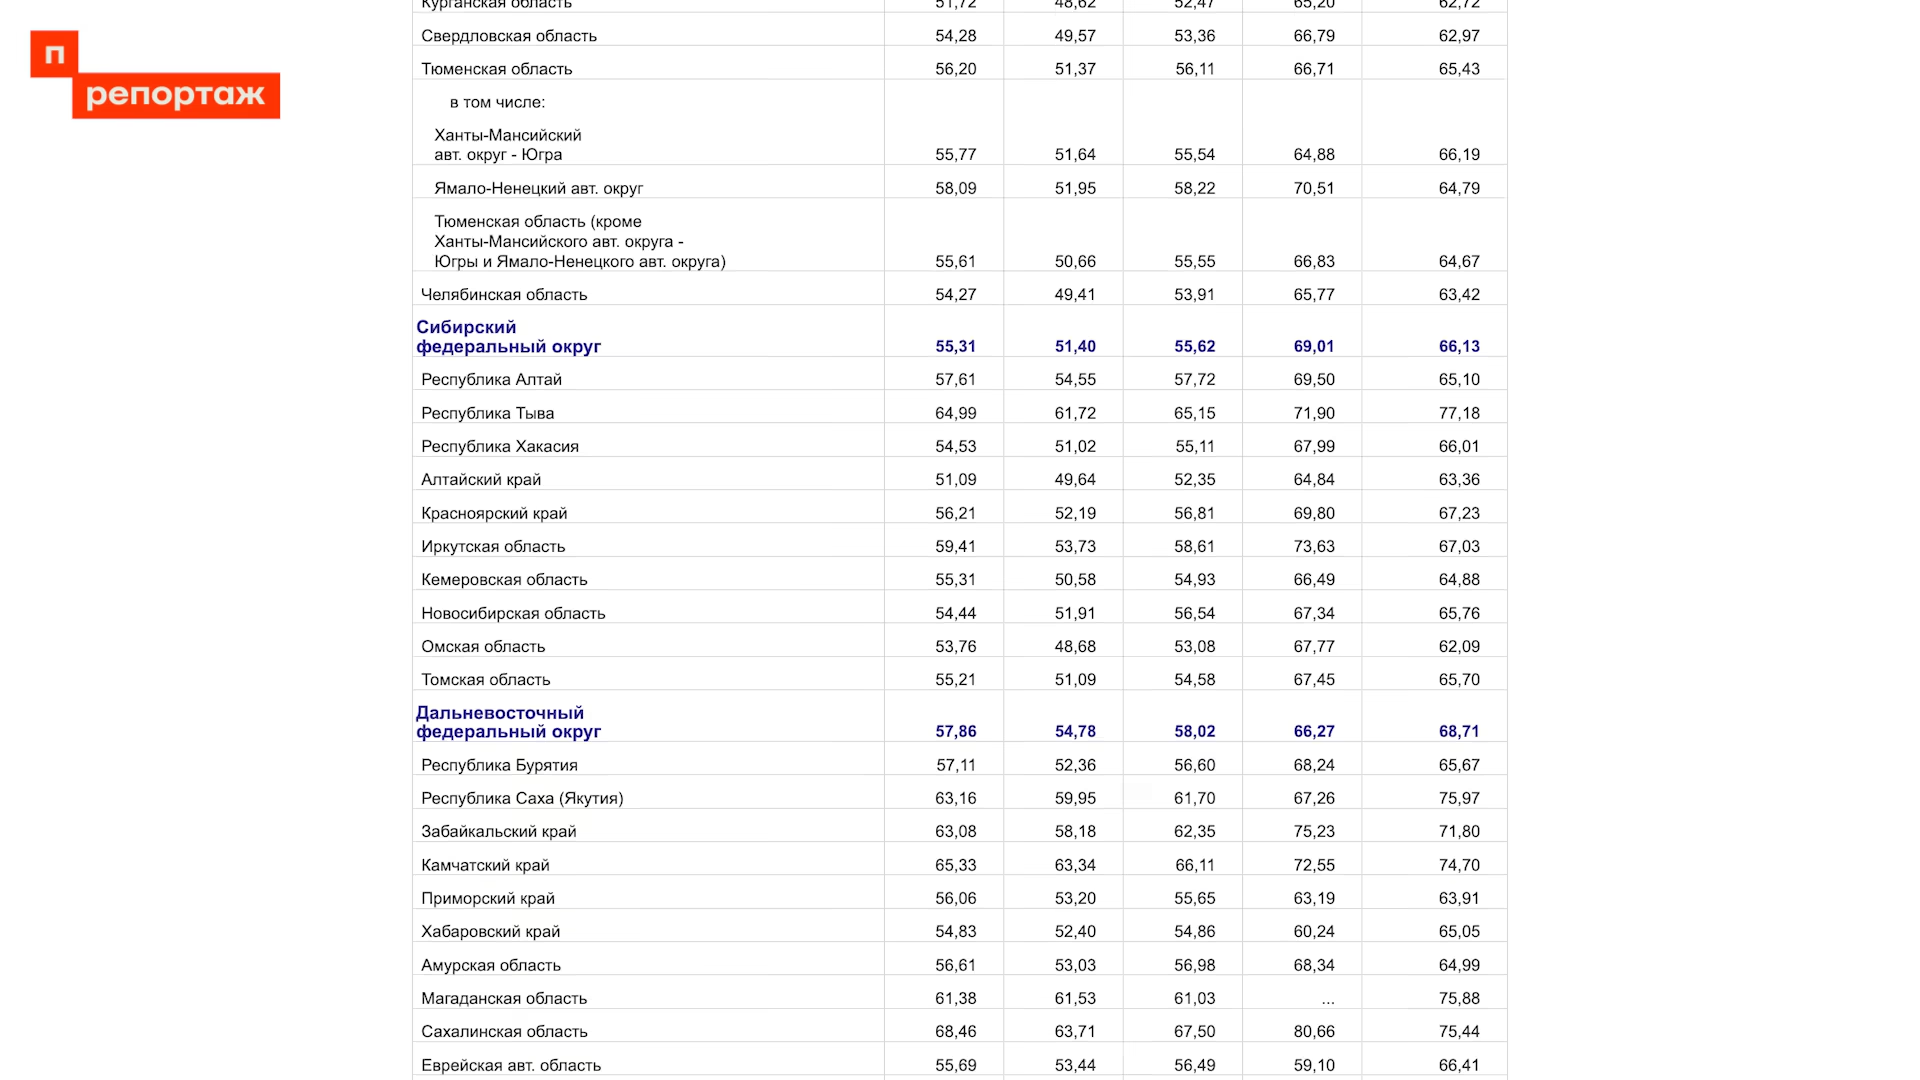 п
репортаж
Курганская область 51,72 48,62 52,47 65,20 62,72
Свердловская область 54,28 49,57 53,36 66,79 62,97
Тюменская область 56,20 51,37 56,11 66,71 65,43
в том числе:
Ханты-Мансийский
авт. округ - Югра 55,77 51,64 55,54 64,88 66,19
Ямало-Ненецкий авт. округ 58,09 51,95 58,22 70,51 64,79
Тюменская область (кроме
Ханты-Мансийского авт. округа -
Югры и Ямало-Ненецкого авт. округа) 55,61 50,66 55,55 66,83 64,67
Челябинская область 54,27 49,41 53,91 65,77 63,42
Сибирский
федеральный округ 55,31 51,40 55,62 69,01 66,13
Республика Алтай 57,61 54,55 57,72 69,50 65,10
Республика Тыва 64,99 61,72 65,15 71,90 77,18
Республика Хакасия 54,53 51,02 55,11 67,99 66,01
Алтайский край 51,09 49,64 52,35 64,84 63,36
Красноярский край 56,21 52,19 56,81 69,80 67,23
Иркутская область 59,41 53,73 58,61 73,63 67,03
Кемеровская область 55,31 50,58 54,93 66,49 64,88
Новосибирская область 54,44 51,91 56,54 67,34 65,76
Омская область 53,76 48,68 53,08 67,77 62,09
Томская область 55,21 51,09 54,58 67,45 65,70
Дальневосточный
федеральный округ 57,86 54,78 58,02 66,27 68,71
Республика Бурятия 57,11 52,36 56,60 68,24 65,67
Республика Саха (Якутия) 63,16 59,95 61,70 67,26 75,97
Забайкальский край 63,08 58,18 62,35 75,23 71,80
Камчатский край 65,33 63,34 66,11 72,55 74,70
Приморский край 56,06 53,20 55,65 63,19 63,91
Хабаровский край 54,83 52,40 54,86 60,24 65,05
Амурская область 56,61 53,03 56,98 68,34 64,99
Магаданская область 61,38 61,53 61,03 ... 75,88
Сахалинская область 68,46 63,71 67,50 80,66 75,44
Еврейская авт. область 55,69 53,44 56,49 59,10 66,41